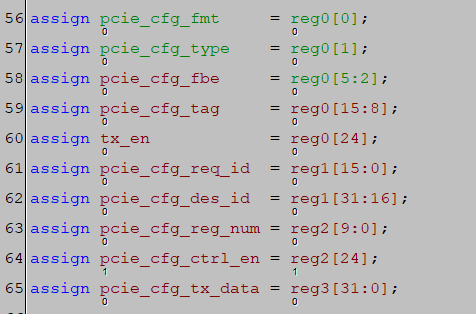 56 assign pcie_cfg_fmt = reg0[0];
0 0
57 assign pcie_cfg_type = reg0[1];
0 0
58 assign pcie_cfg_fbe = reg0[5:2];
0 0
59 assign pcie_cfg_tag = reg0[15:8];
0 0
60 assign tx_en = reg0[24];
0 0
61 assign pcie_cfg_req_id = reg1[15:0];
0 0
62 assign pcie_cfg_des_id = reg1[31:16];
0 0
63 assign pcie_cfg_reg_num = reg2[9:0];
0 0
64 assign pcie_cfg_ctrl_en = reg2[24];
1 1
65 assign pcie_cfg_tx_data = reg3[31:0];
0 0